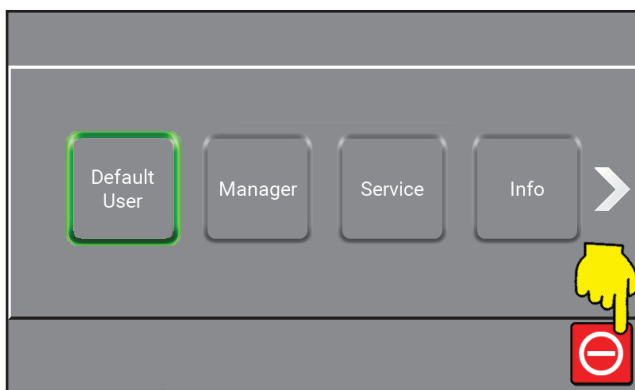 Default
User
Manager
Service
Info